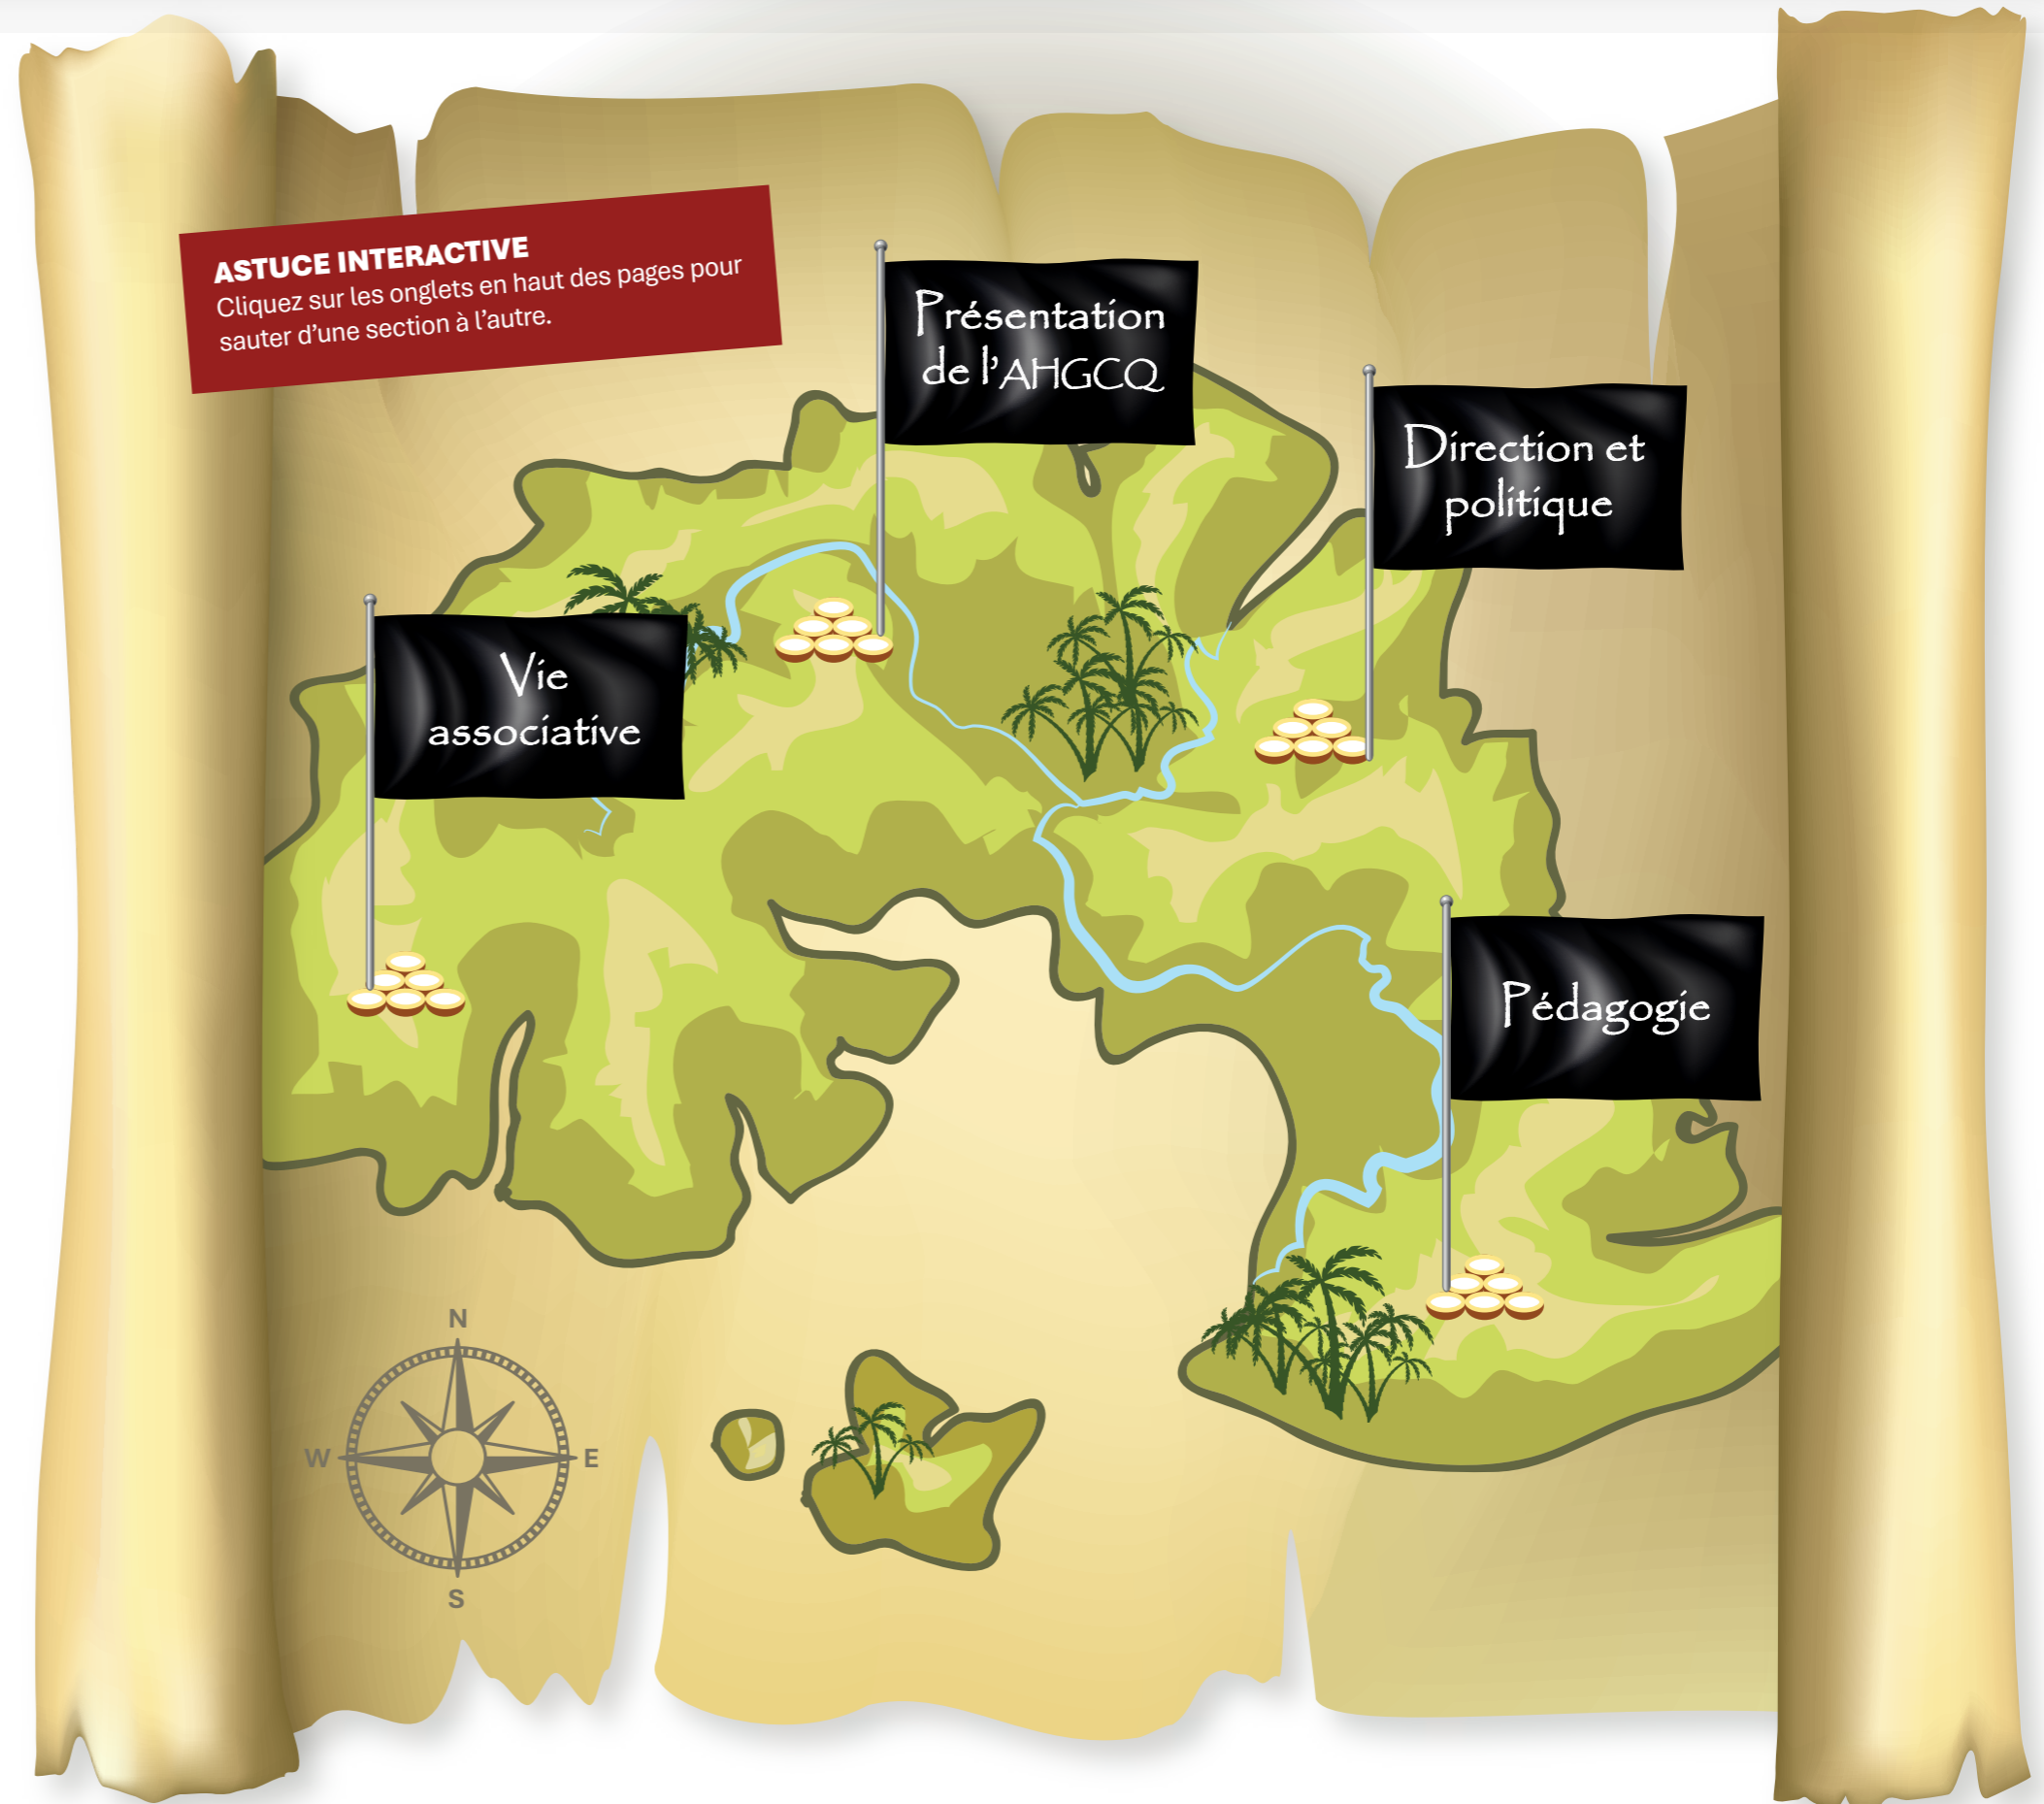 ASTUCE INTERACTIVE
Cliquez sur les onglets en haut des pages pour
sauter d’une section à l’autre.
Présentation
de l’AHGCQ
Direction et
politique
Vie
associative
Pédagogie
N
W
E
S